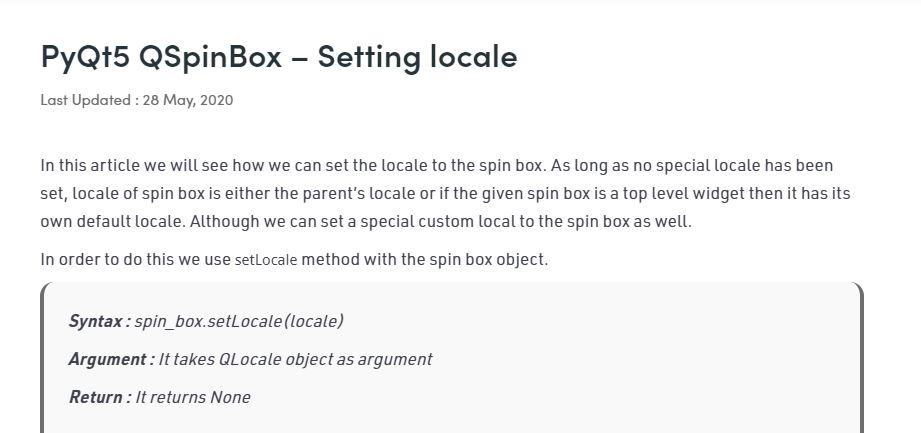 PyQt5 QSpinBox – Setting locale
Last Updated : 28 May, 2020
In this article we will see how we can set the locale to the spin box. As long as no special locale has been
set, locale of spin box is either the parent's locale or if the given spin box is a top level widget then it has its
own default locale. Although we can set a special custom local to the spin box as well.
In order to do this we use setLocale method with the spin box object.
Syntax : spin_box.setLocale(locale)
Argument : It takes QLocale object as argument
Return : It returns None